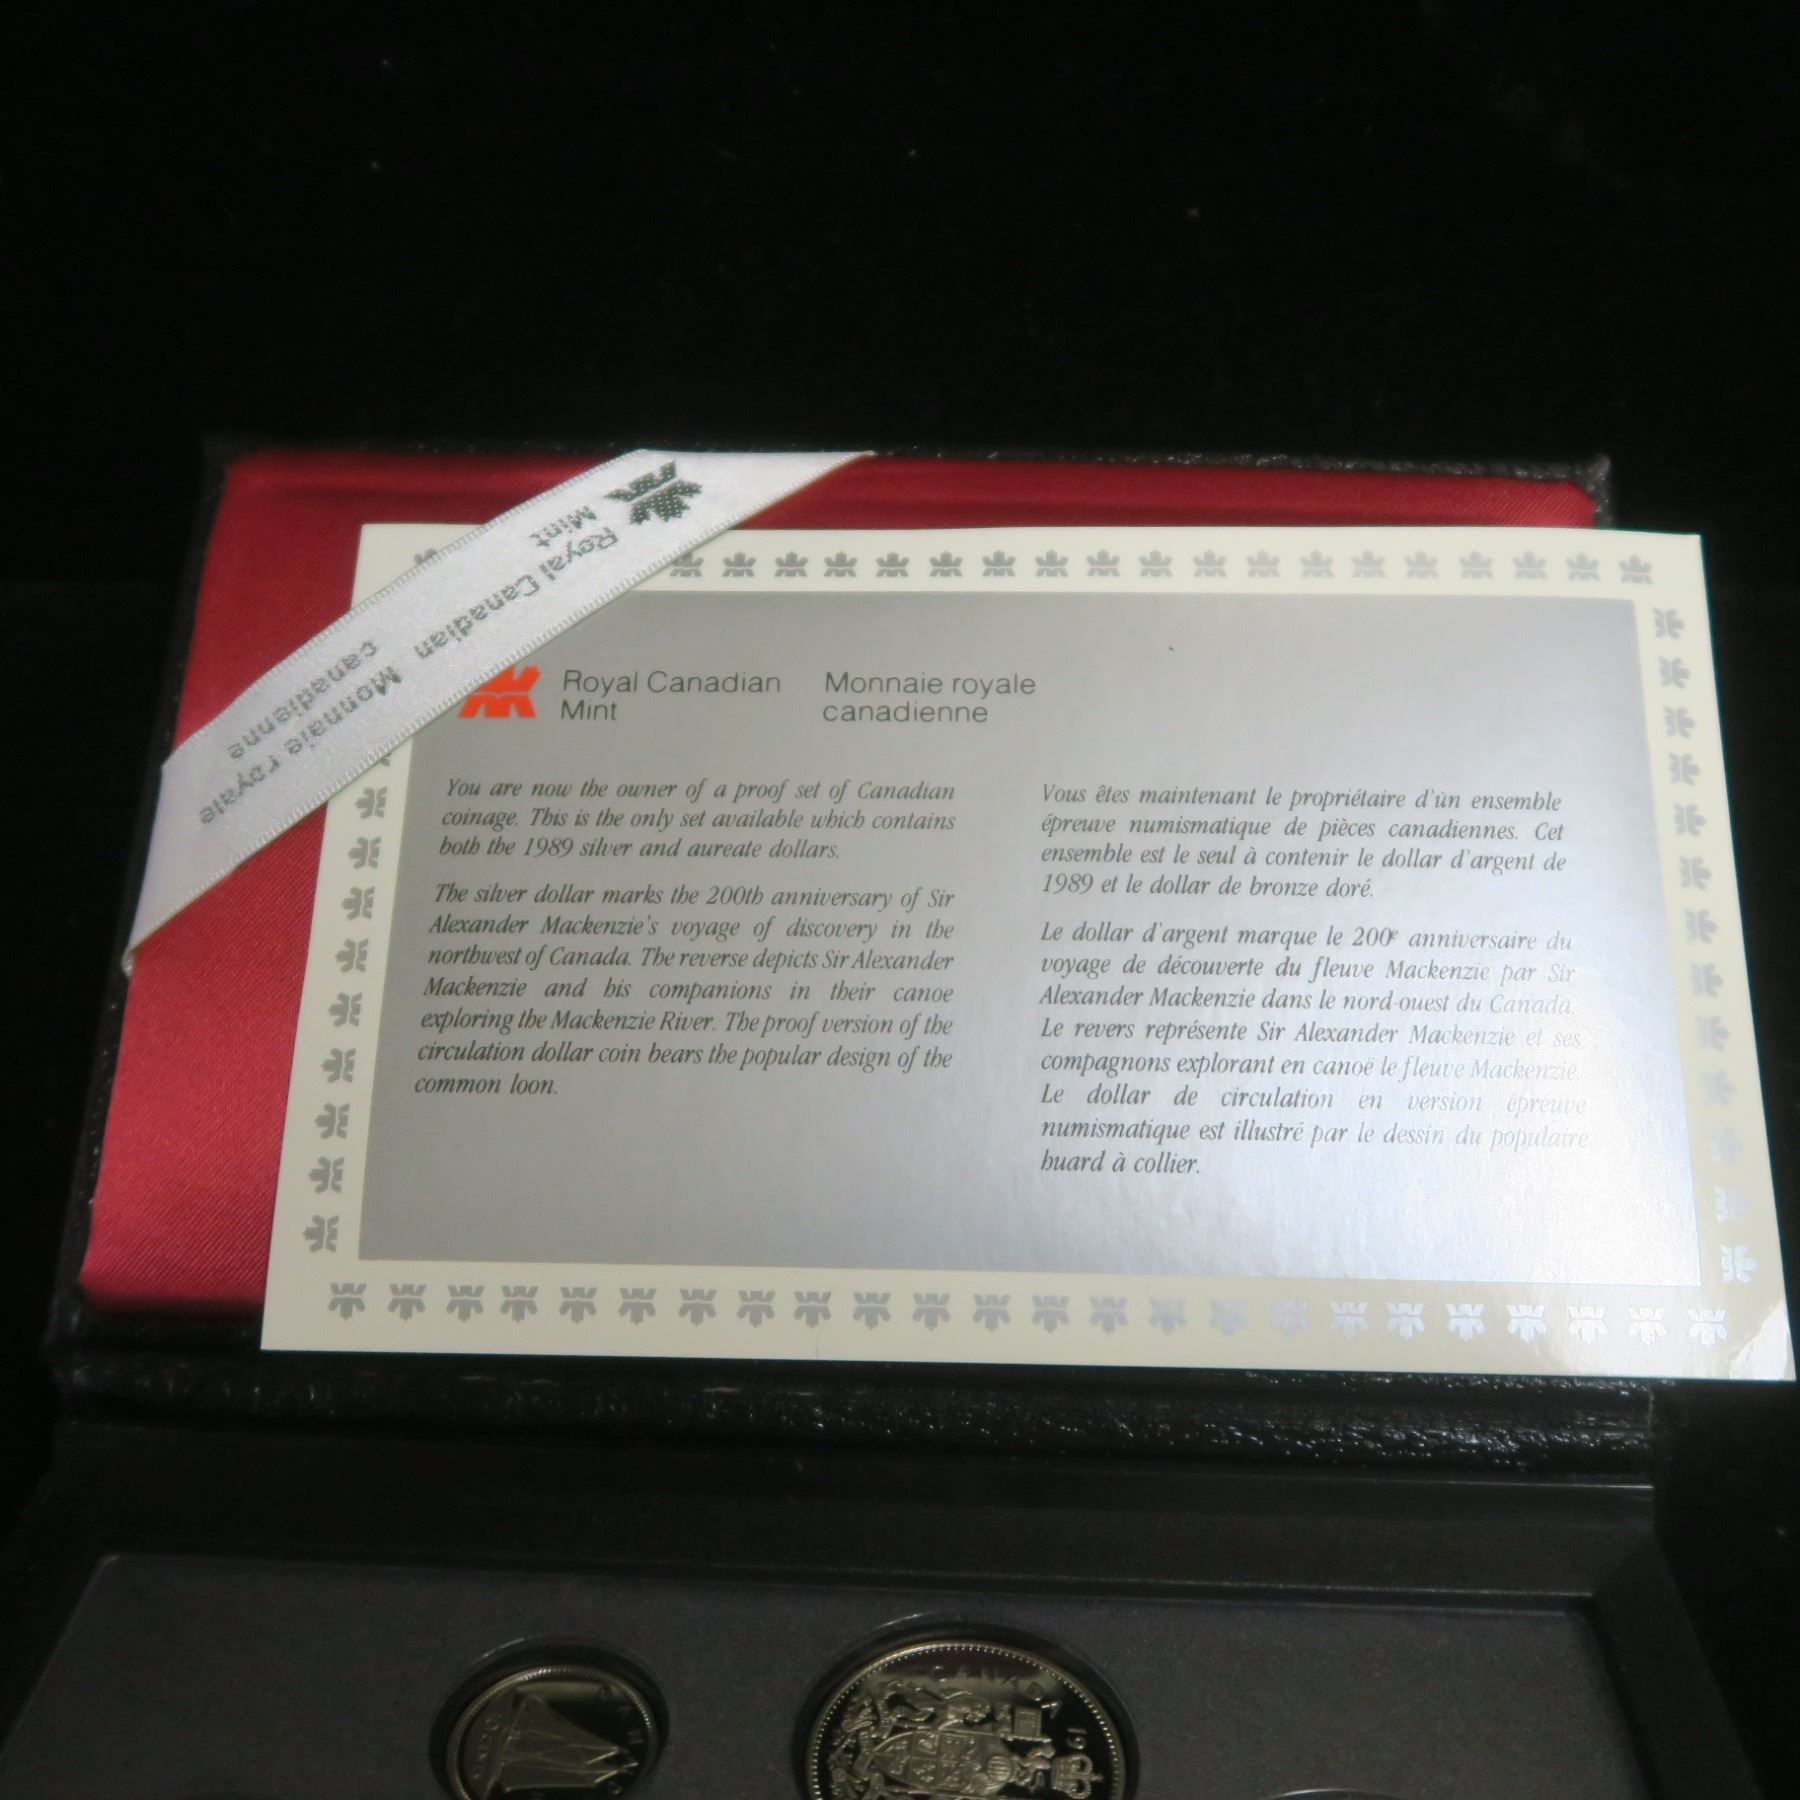 Royal Canadian
Mint
Monnaie royale
canadienne
Royal Canadian
Mint
Monnaie royale
canadienne
You are now the owner of a proof set of Canadian
coinage. This is the only set available which contains
both the 1989 silver and aureate dollars.
The silver dollar marks the 200th anniversary of Sir
Alexander Mackenzie's voyage of discovery in the
northwest of Canada. The reverse depicts Sir Alexander
Mackenzie and his companions in their canoe
exploring the Mackenzie River. The proof version of the
circulation dollar coin bears the popular design of the
common loon.
Vous êtes maintenant le propriétaire d'un ensemble
épreuve numismatique de pièces canadiennes. Cet
ensemble est le seul à contenir le dollar d'argent de
1989 et le dollar de bronze doré.
Le dollar d'argent marque le 200e anniversaire du
voyage de découverte du fleuve Mackenzie par Sir
Alexander Mackenzie dans le nord-ouest du Canada.
Le revers représente Sir Alexander Mackenzie et ses
compagnons explorant en canoë le fleuve Mackenzie.
Le dollar de circulation en version épreuve
numismatique est illustré par le dessin du populaire
huard à collier.
CANADA